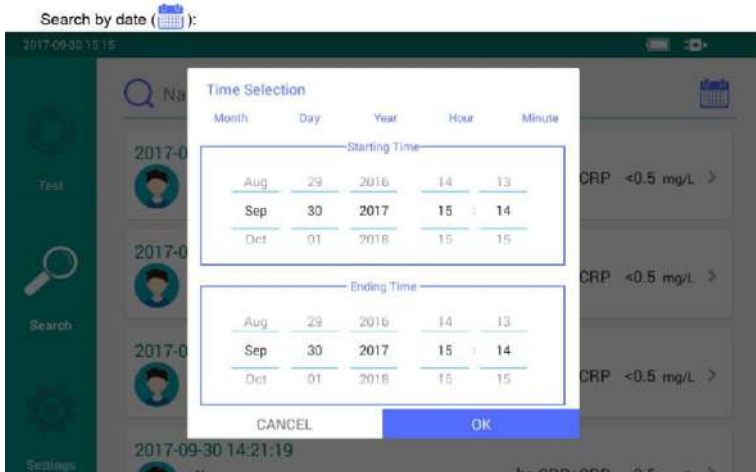 Search by date ( ):
2017-09-30 15:15
Na
Time Selection
Month Day Year Hour Minute
Starting Time
Aug 29 2016 14 13
Sep 30 2017 15 : 14
Oct 01 2018 16 15
Ending Time
Aug 29 2016 14 13
Sep 30 2017 15 : 14
Oct 01 2018 16 15
CANCEL OK
Test
Search
Settings
2017-0
CRP <0.5 mg/L >
2017-0
CRP <0.5 mg/L >
2017-0
CRP <0.5 mg/L >
2017-09-30 14:21:19